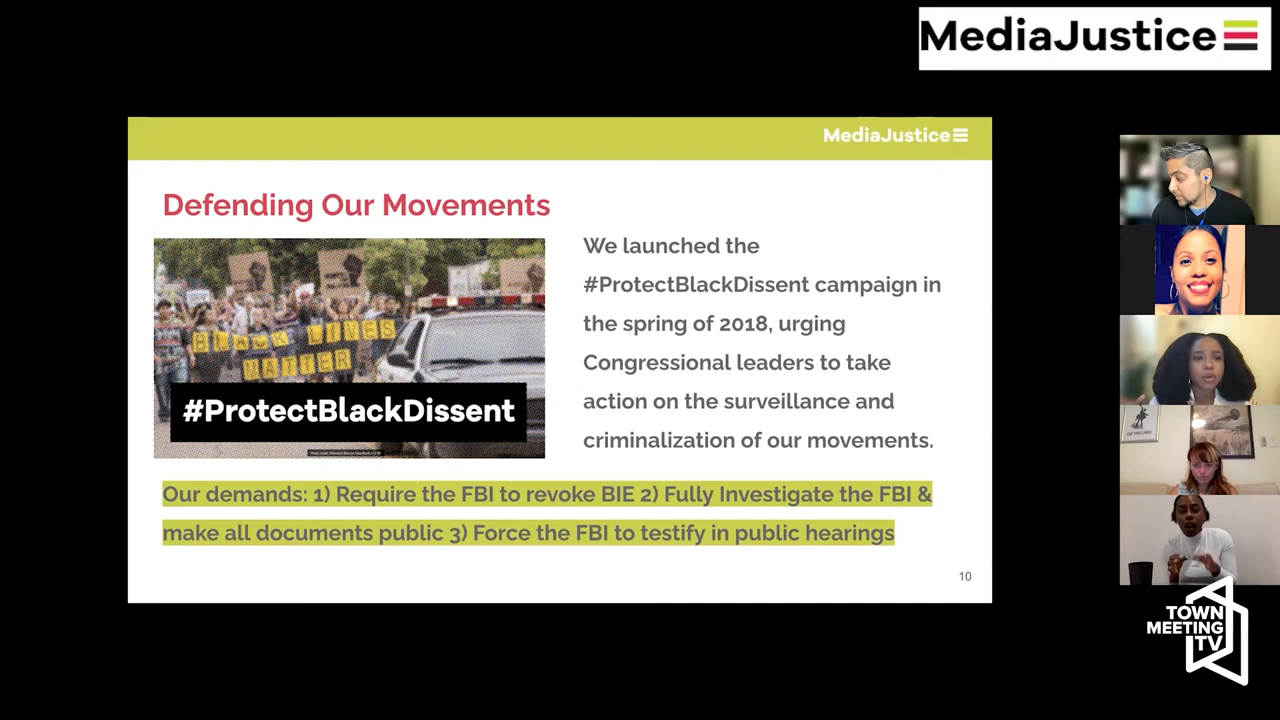 MediaJustice
MediaJustice
Defending Our Movements
BLACK LIVES
MATTER
#ProtectBlackDissent
We launched the
#ProtectBlackDissent campaign in
the spring of 2018, urging
Congressional leaders to take
action on the surveillance and
criminalization of our movements.
Our demands: 1) Require the FBI to revoke BIE 2) Fully Investigate the FBI &
make all documents public 3) Force the FBI to testify in public hearings
10
TOWN
MEETING
TV